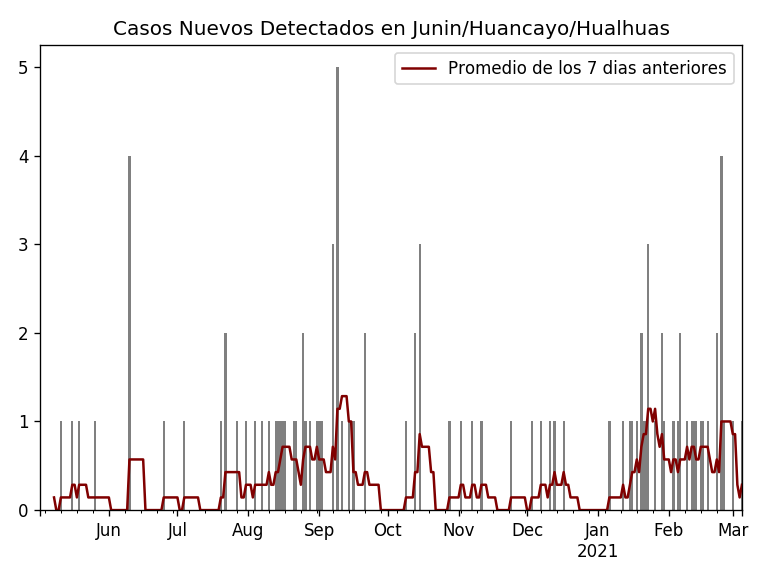 Casos Nuevos Detectados en Junin/Huancayo/Hualhuas
Promedio de los 7 dias anteriores
5
4
3
2
1
0
Jun Jul Aug Sep Oct Nov Dec Jan Feb Mar
2021